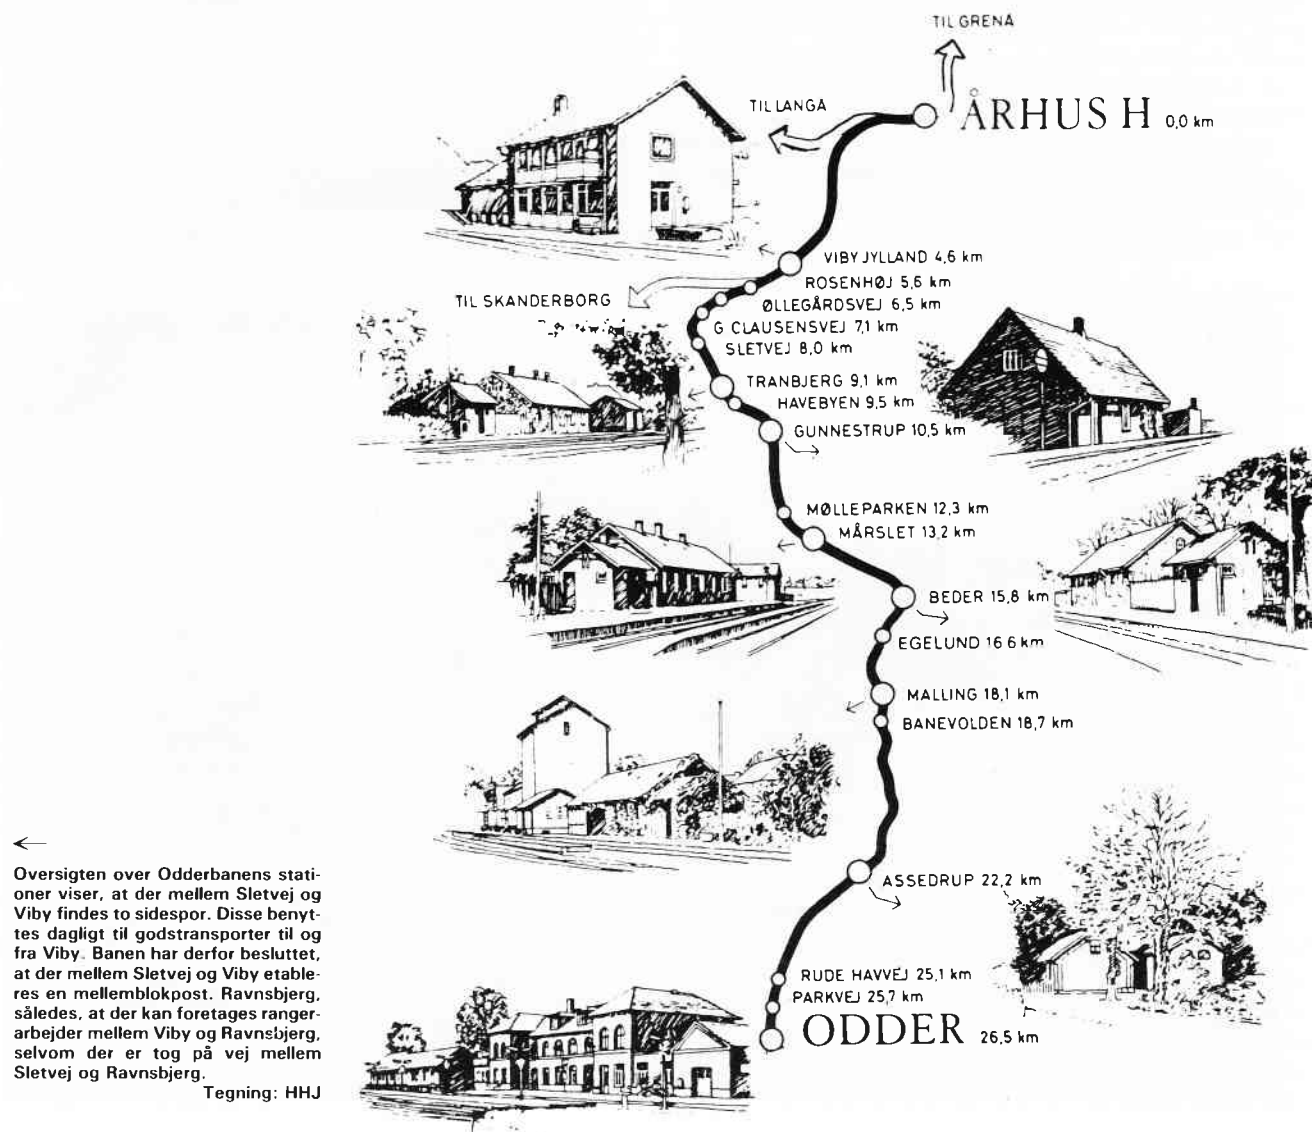 TIL GRENÅ
TIL LANGÅ
ÅRHUS H 0,0 km
VIBY JYLLAND 4,6 km
ROSENHØJ 5,6 km
TIL SKANDERBORG
ØLLEGÅRDSVEJ 6,5 km
G CLAUSENSVEJ 7,1 km
SLETVEJ 8,0 km
TRANBJERG 9,1 km
HAVEBYEN 9,5 km
GUNNESTRUP 10,5 km
MØLLEPARKEN 12,3 km
MÅRSLET 13,2 km
BEDER 15,8 km
EGELUND 16 6 km
MALLING 18,1 km
BANEVOLDEN 18,7 km
ASSEDRUP 22,2 km
RUDE HAVVEJ 25,1 km
PARKVEJ 25,7 km
ODDER 26,5 km
Oversigten over Odderbanens stati-
oner viser, at der mellem Sletvej og
Viby findes to sidespor. Disse benyt-
tes dagligt til godstransporter til og
fra Viby. Banen har derfor besluttet,
at der mellem Sletvej og Viby etable-
res en mellemblokpost. Ravnsbjerg,
således, at der kan foretages ranger-
arbejder mellem Viby og Ravnsbjerg,
selvom der er tog på vej mellem
Sletvej og Ravnsbjerg.
Tegning: HHJ